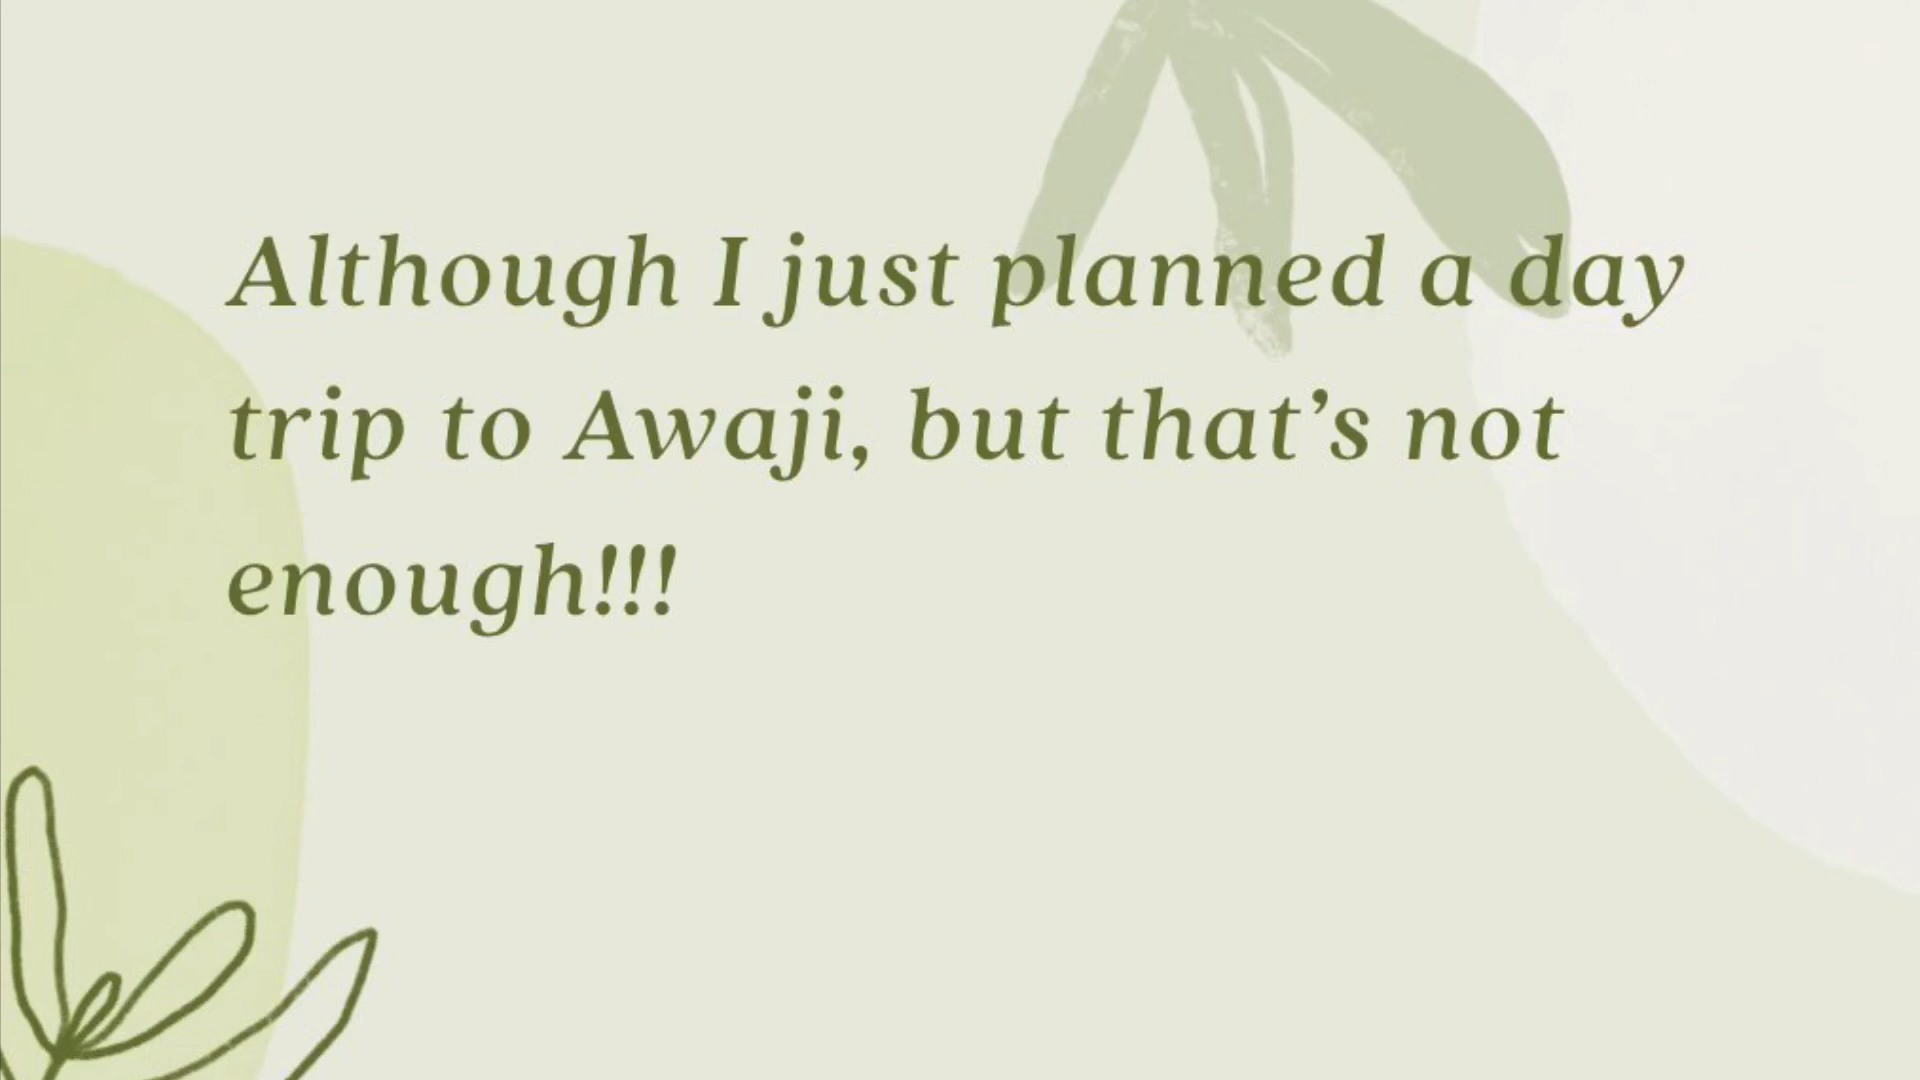 Although I just planned a day
trip to Awaji, but that’s not
enough!!!